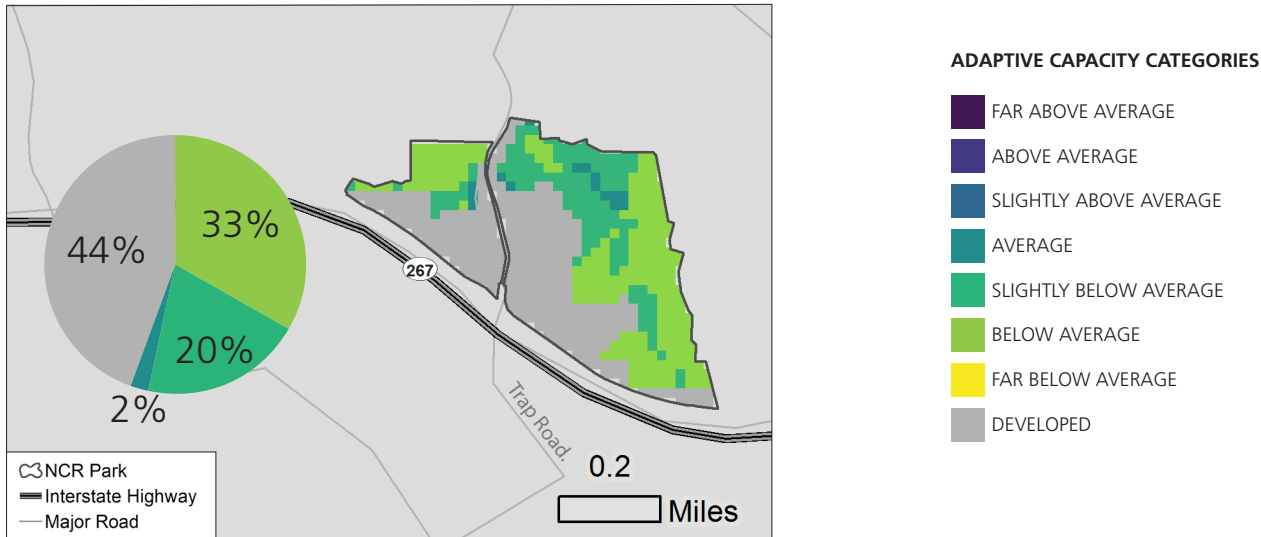 33%
44%
20%
2%
267
Trap Road.
0.2
Miles
NCR Park
Interstate Highway
Major Road
ADAPTIVE CAPACITY CATEGORIES
FAR ABOVE AVERAGE
ABOVE AVERAGE
SLIGHTLY ABOVE AVERAGE
AVERAGE
SLIGHTLY BELOW AVERAGE
BELOW AVERAGE
FAR BELOW AVERAGE
DEVELOPED